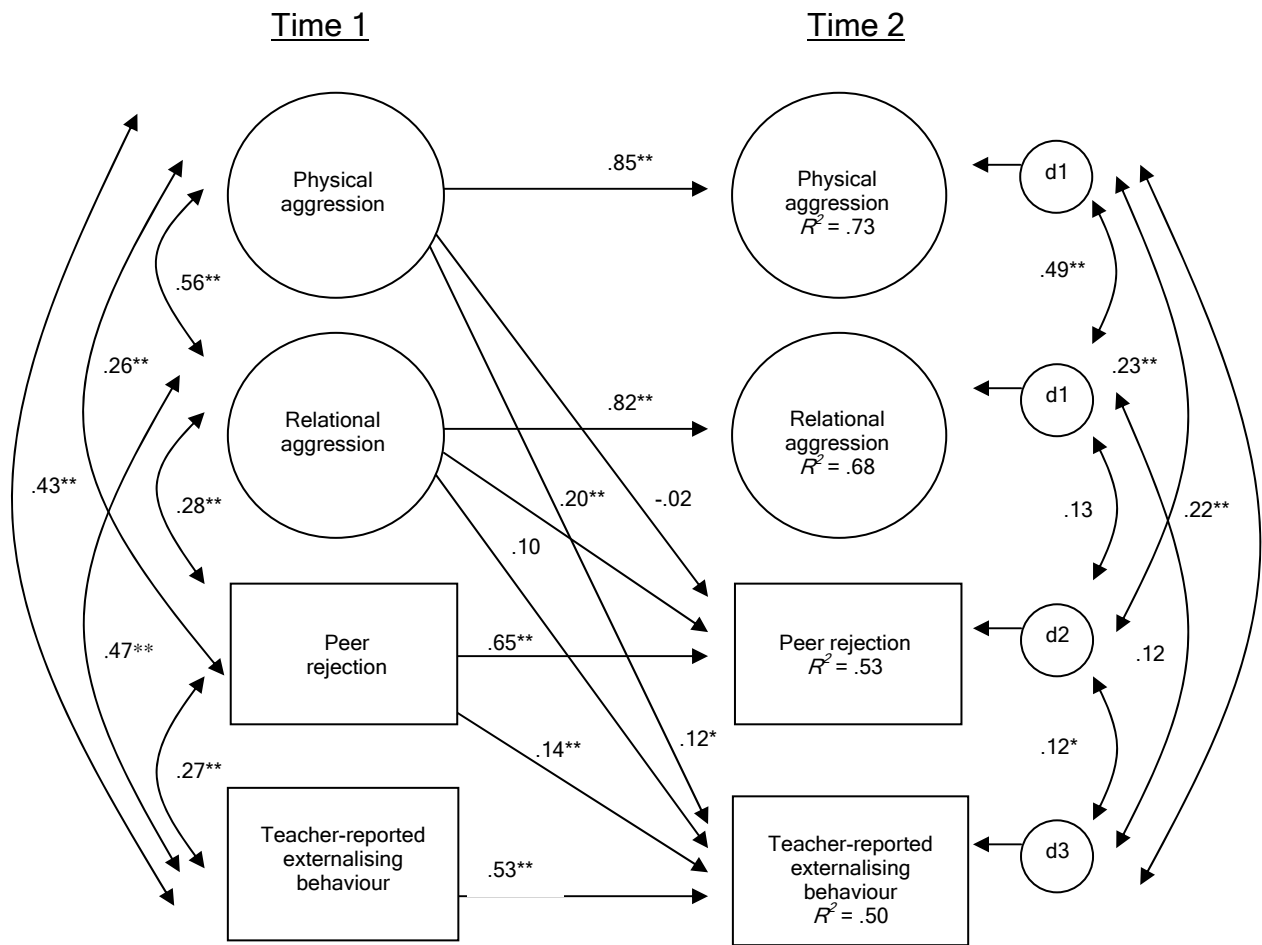 Time 1
Time 2
Physical
aggression
.85**
Physical
aggression
R² = .73
d1
.56**
.49**
.26**
.23**
Relational
aggression
.82**
Relational
aggression
R² = .68
d1
.43**
.28**
.20**
-.02
.13
.22**
.10
Peer
rejection
.65**
Peer rejection
R² = .53
d2
.47**
.12
.27**
.14**
.12*
.12*
Teacher-reported
externalising
behaviour
.53**
Teacher-reported
externalising
behaviour
R² = .50
d3